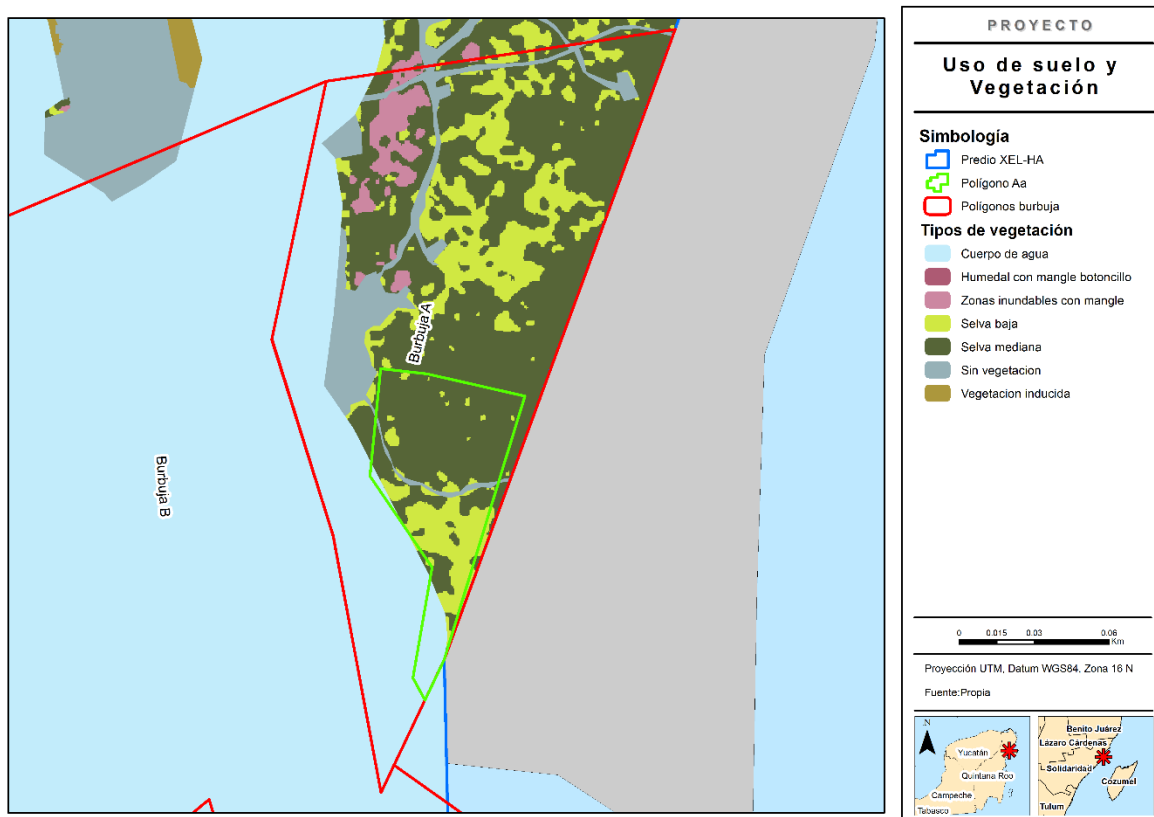 Burbuja A
Burbuja B
PROYECTO
Uso de suelo y
Vegetación
Simbología
Predio XEL-HA
Polígono Aa
Polígonos burbuja
Tipos de vegetación
Cuerpo de agua
Humedal con mangle botoncillo
Zonas inundables con mangle
Selva baja
Selva mediana
Sin vegetacion
Vegetacion inducida
0 0.015 0.03 0.06
Km
Proyección UTM, Datum WGS84, Zona 16 N
Fuente:Propia
N
Yucatán
Quintana Roo
Campeche
Tabasco
Benito Juárez
Lázaro Cárdenas
Solidaridad
Cozumel
Tulum